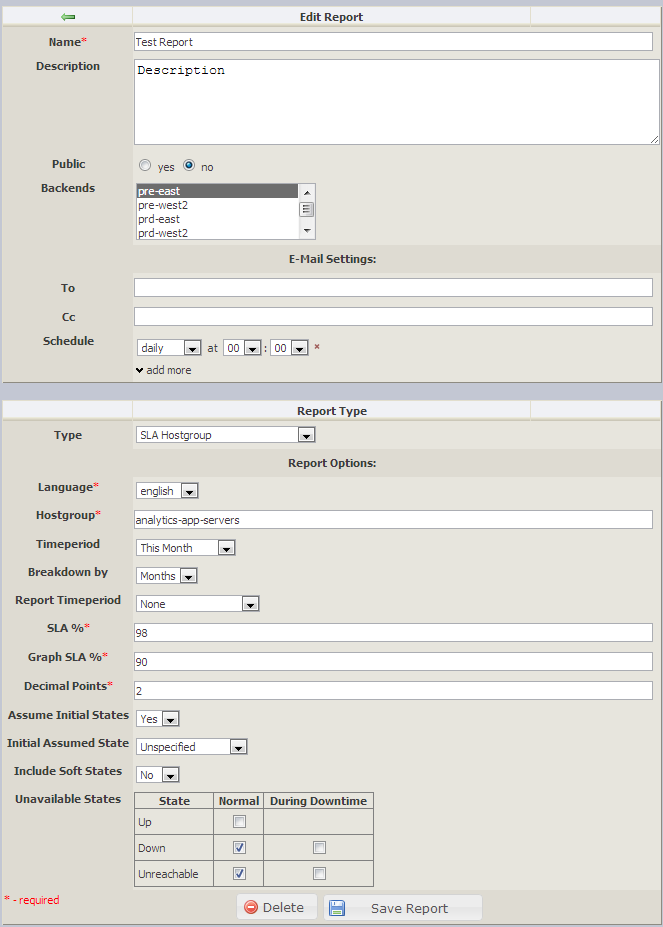 Edit Report
Name* Test Report
Description Description
Public yes no
Backends pre-east
pre-west2
prd-east
prd-west2
E-Mail Settings:
To
Cc
Schedule daily at 00 : 00 *
add more
Report Type
Type SLA Hostgroup
Report Options:
Language* english
Hostgroup* analytics-app-servers
Timeperiod This Month
Breakdown by Months
Report Timeperiod None
SLA %* 98
Graph SLA %* 90
Decimal Points* 2
Assume Initial States Yes
Initial Assumed State Unspecified
Include Soft States No
Unavailable States State Normal During Downtime
Up
Down
Unreachable
* - required Delete Save Report